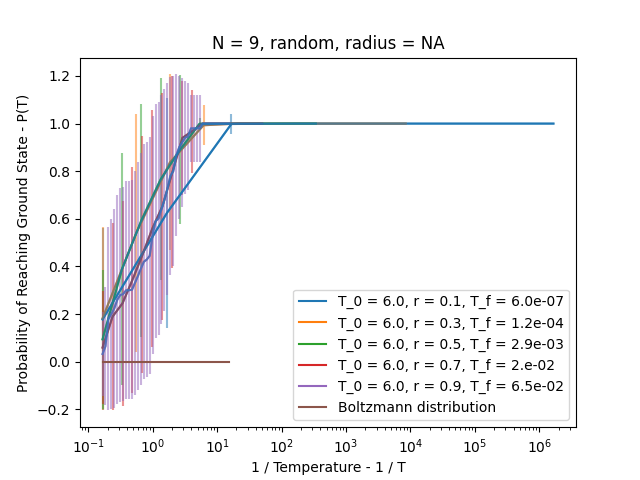 N = 9, random, radius = NA
Probability of Reaching Ground State - P(T)
1.2
1.0
0.8
0.6
0.4
0.2
0.0
−0.2
T_0 = 6.0, r = 0.1, T_f = 6.0e-07
T_0 = 6.0, r = 0.3, T_f = 1.2e-04
T_0 = 6.0, r = 0.5, T_f = 2.9e-03
T_0 = 6.0, r = 0.7, T_f = 2.e-02
T_0 = 6.0, r = 0.9, T_f = 6.5e-02
Boltzmann distribution
10⁻¹ 10⁰ 10¹ 10² 10³ 10⁴ 10⁵ 10⁶
1 / Temperature - 1 / T